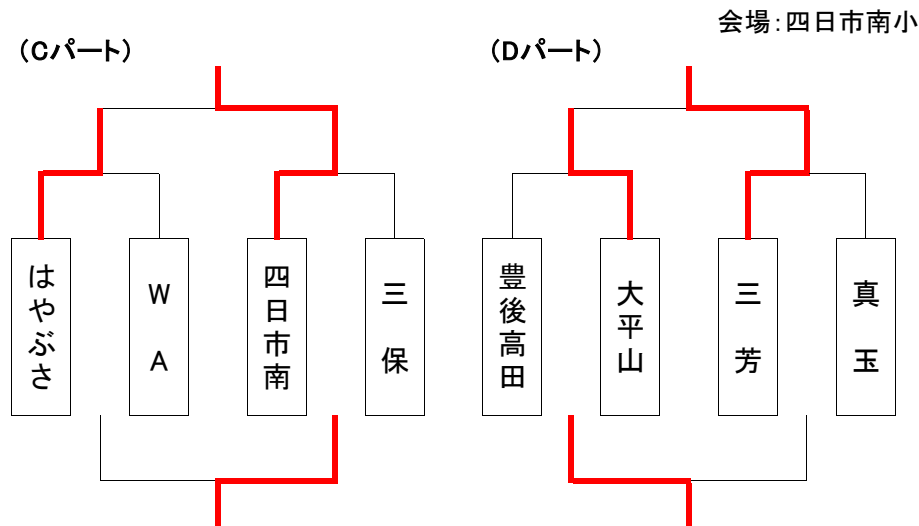 会場：四日市南小
（Cパート）
（Dパート）
はやぶさ
WA
四日市南
三保
豊後高田
大平山
三芳
真玉